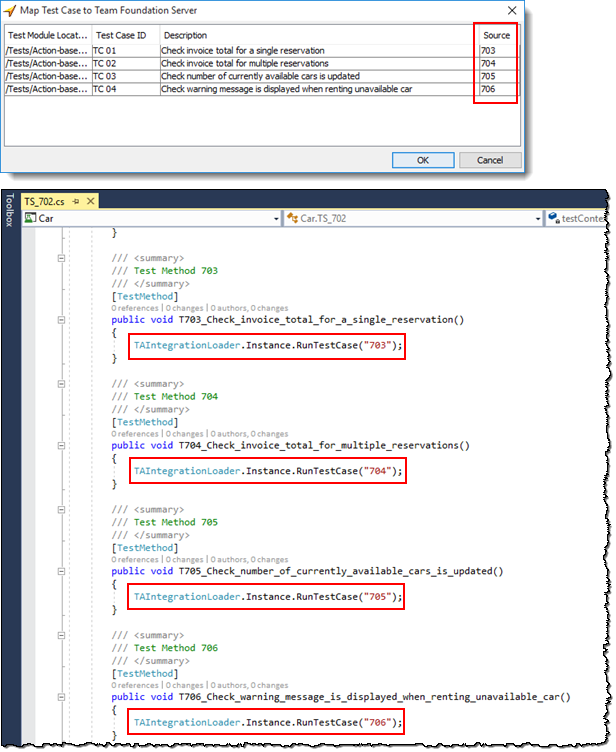 Map Test Case to Team Foundation Server
Test Module Locat... Test Case ID Description Source
/Tests/Action-base... TC 01 Check invoice total for a single reservation 703
/Tests/Action-base... TC 02 Check invoice total for multiple reservations 704
/Tests/Action-base... TC 03 Check number of currently available cars is updated 705
/Tests/Action-base... TC 04 Check warning message is displayed when renting unavailable car 706
OK Cancel
Toolbox
TS_702.cs
Car Car.TS_702 testConte
}
/// <summary>
/// Test Method 703
/// </summary>
[TestMethod]
0 references | 0 changes | 0 authors, 0 changes
public void T703_Check_invoice_total_for_a_single_reservation()
{
TAIntegrationLoader.Instance.RunTestCase("703");
}
/// <summary>
/// Test Method 704
/// </summary>
[TestMethod]
0 references | 0 changes | 0 authors, 0 changes
public void T704_Check_invoice_total_for_multiple_reservations()
{
TAIntegrationLoader.Instance.RunTestCase("704");
}
/// <summary>
/// Test Method 705
/// </summary>
[TestMethod]
0 references | 0 changes | 0 authors, 0 changes
public void T705_Check_number_of_currently_available_cars_is_updated()
{
TAIntegrationLoader.Instance.RunTestCase("705");
}
/// <summary>
/// Test Method 706
/// </summary>
[TestMethod]
0 references | 0 changes | 0 authors, 0 changes
public void T706_Check_warning_message_is_displayed_when_renting_unavailable_car()
{
TAIntegrationLoader.Instance.RunTestCase("706");
}